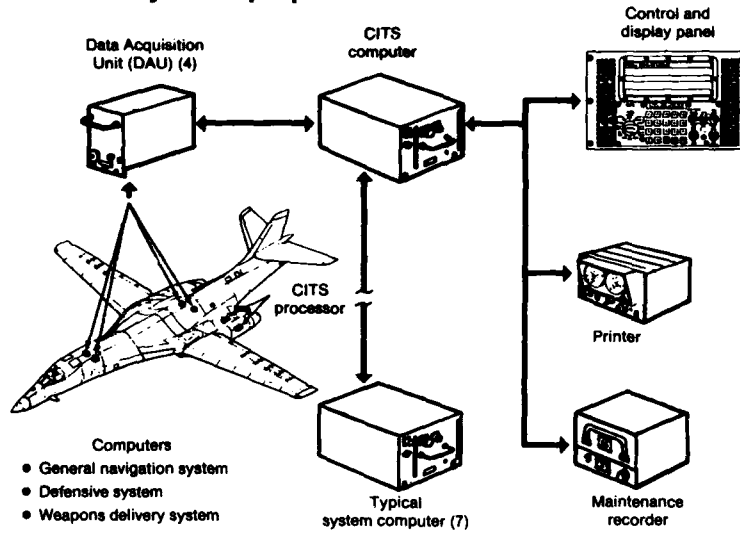 Data Acquisition
Unit (DAU) (4)
CITS
computer
Control and
display panel
CITS
processor
Printer
Computers
● General navigation system
● Defensive system
● Weapons delivery system
Typical
system computer (7)
Maintenance
recorder